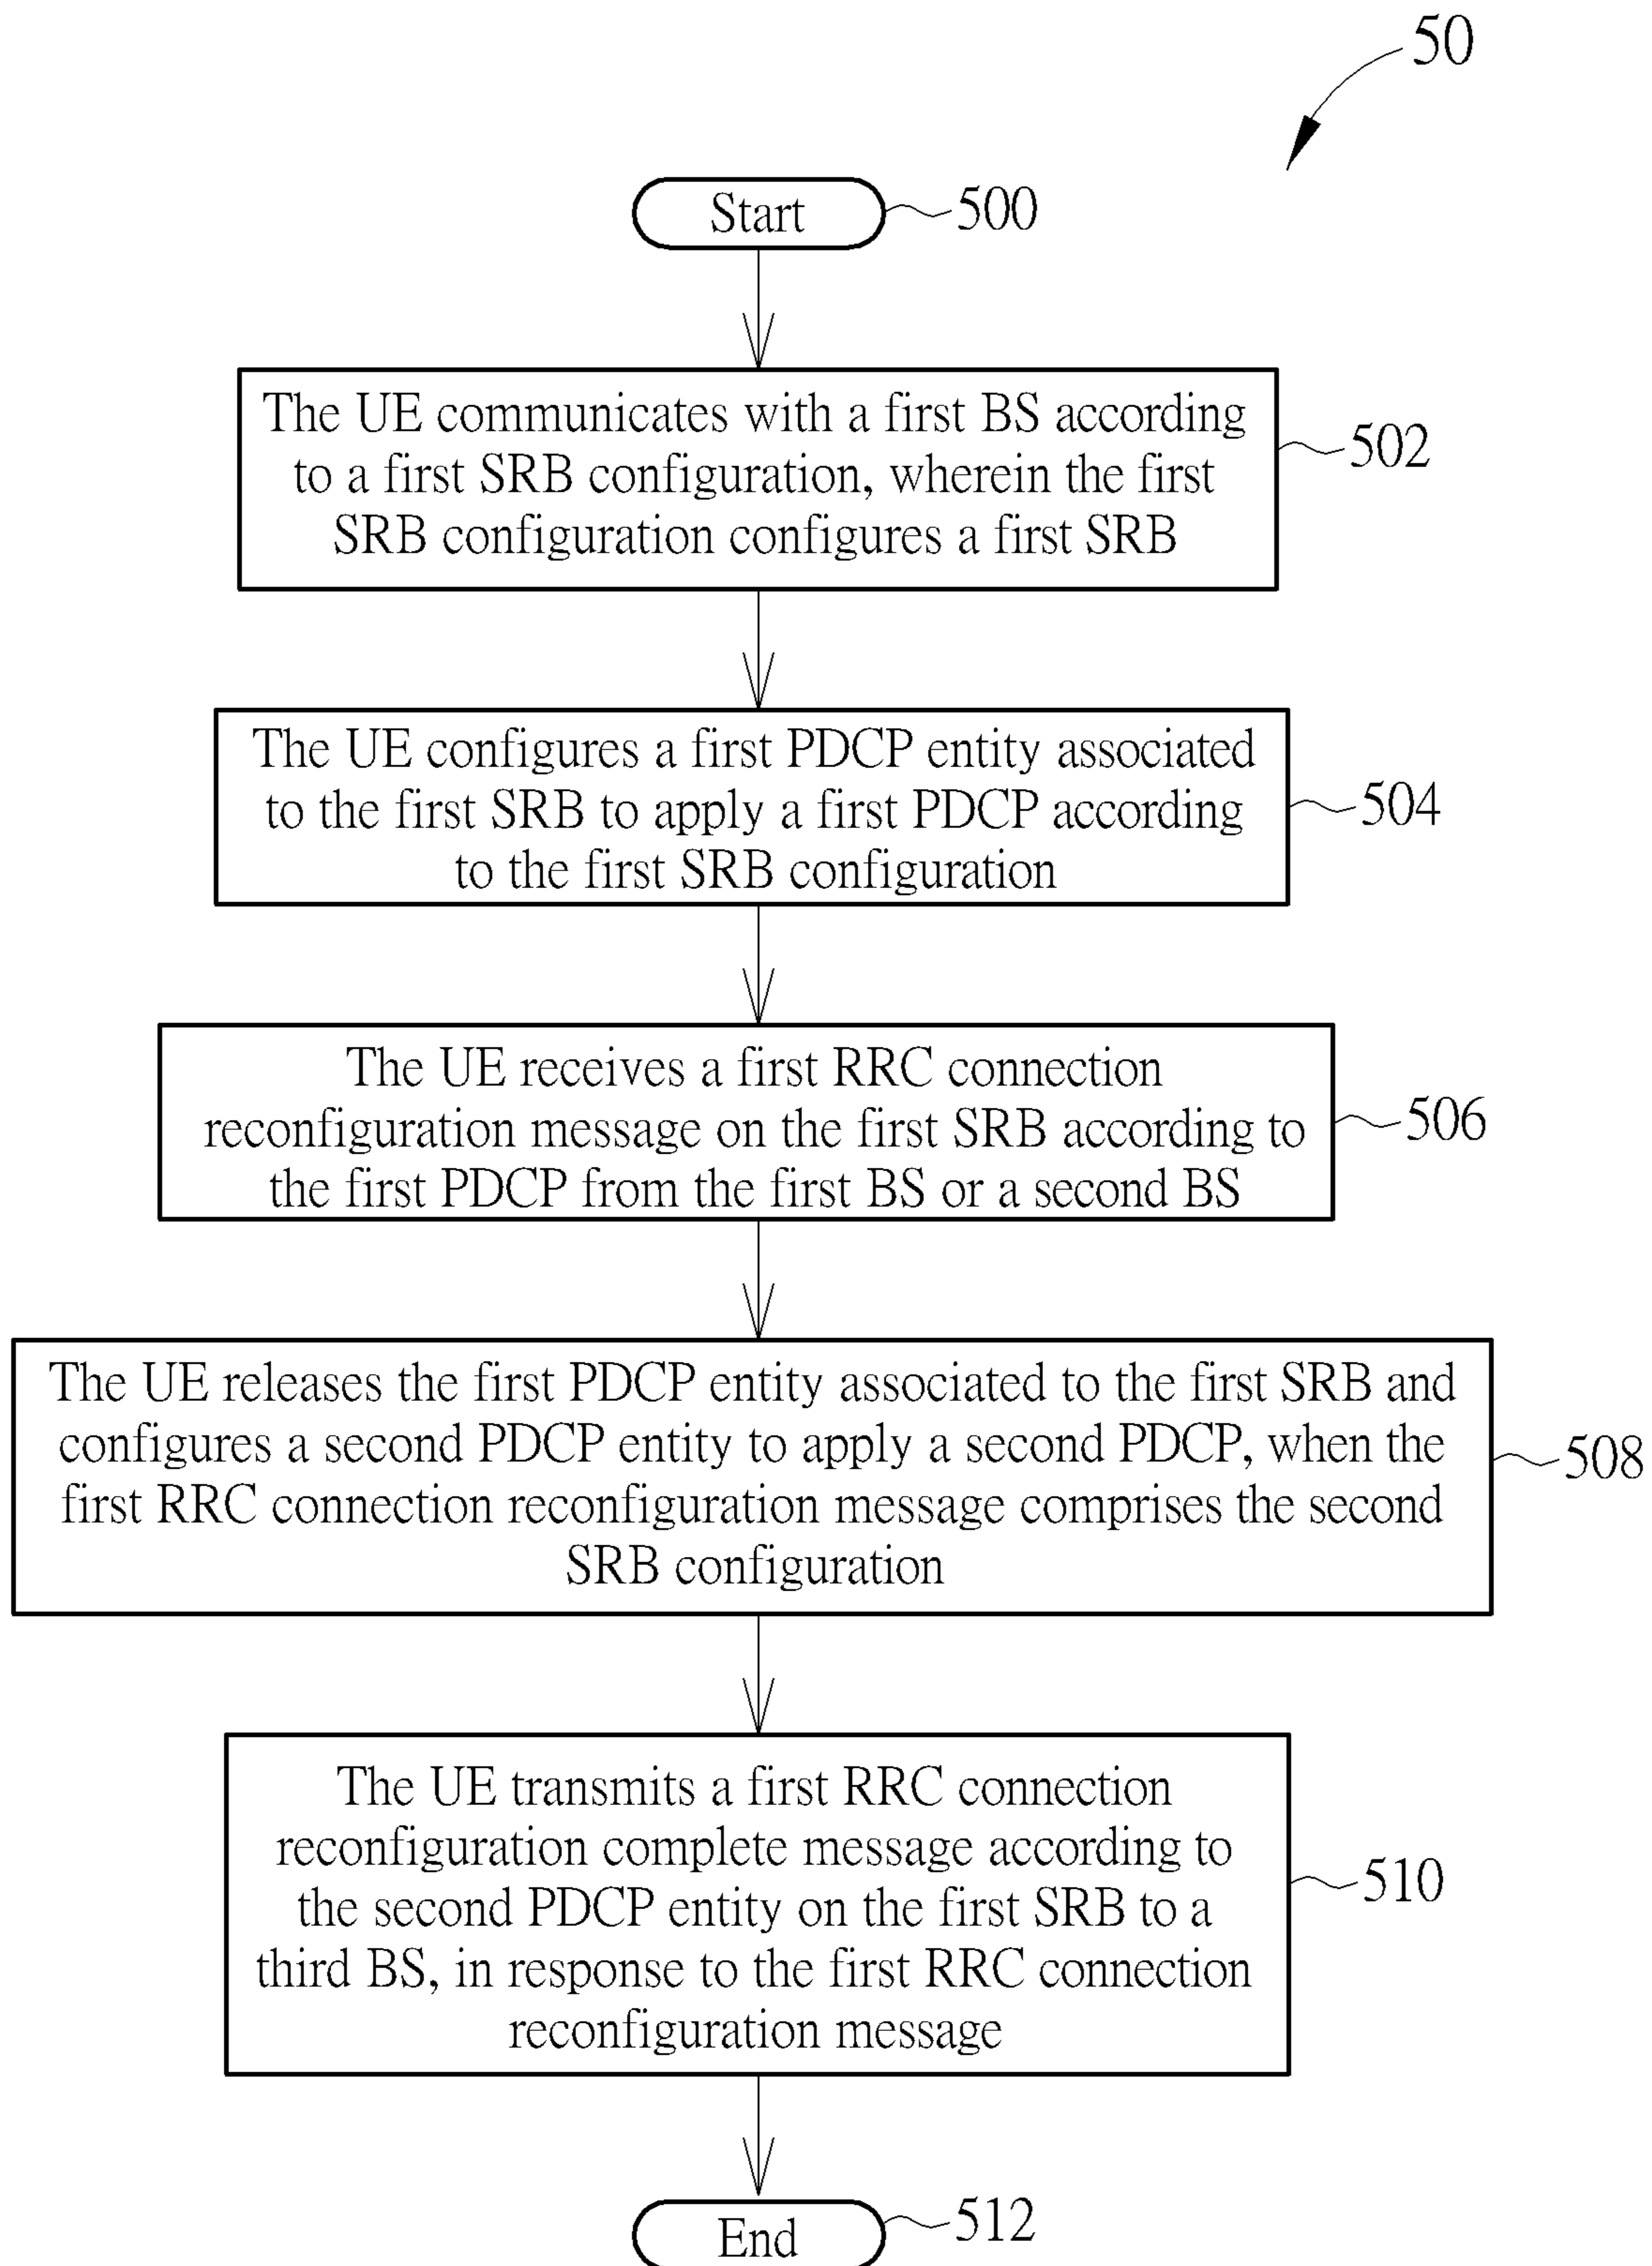 50
Start
500
The UE communicates with a first BS according
to a first SRB configuration, wherein the first
SRB configuration configures a first SRB
502
The UE configures a first PDCP entity associated
to the first SRB to apply a first PDCP according
to the first SRB configuration
504
The UE receives a first RRC connection
reconfiguration message on the first SRB according to
the first PDCP from the first BS or a second BS
506
The UE releases the first PDCP entity associated to the first SRB and
configures a second PDCP entity to apply a second PDCP, when the
first RRC connection reconfiguration message comprises the second
SRB configuration
508
The UE transmits a first RRC connection
reconfiguration complete message according to
the second PDCP entity on the first SRB to a
third BS, in response to the first RRC connection
reconfiguration message
510
End
512